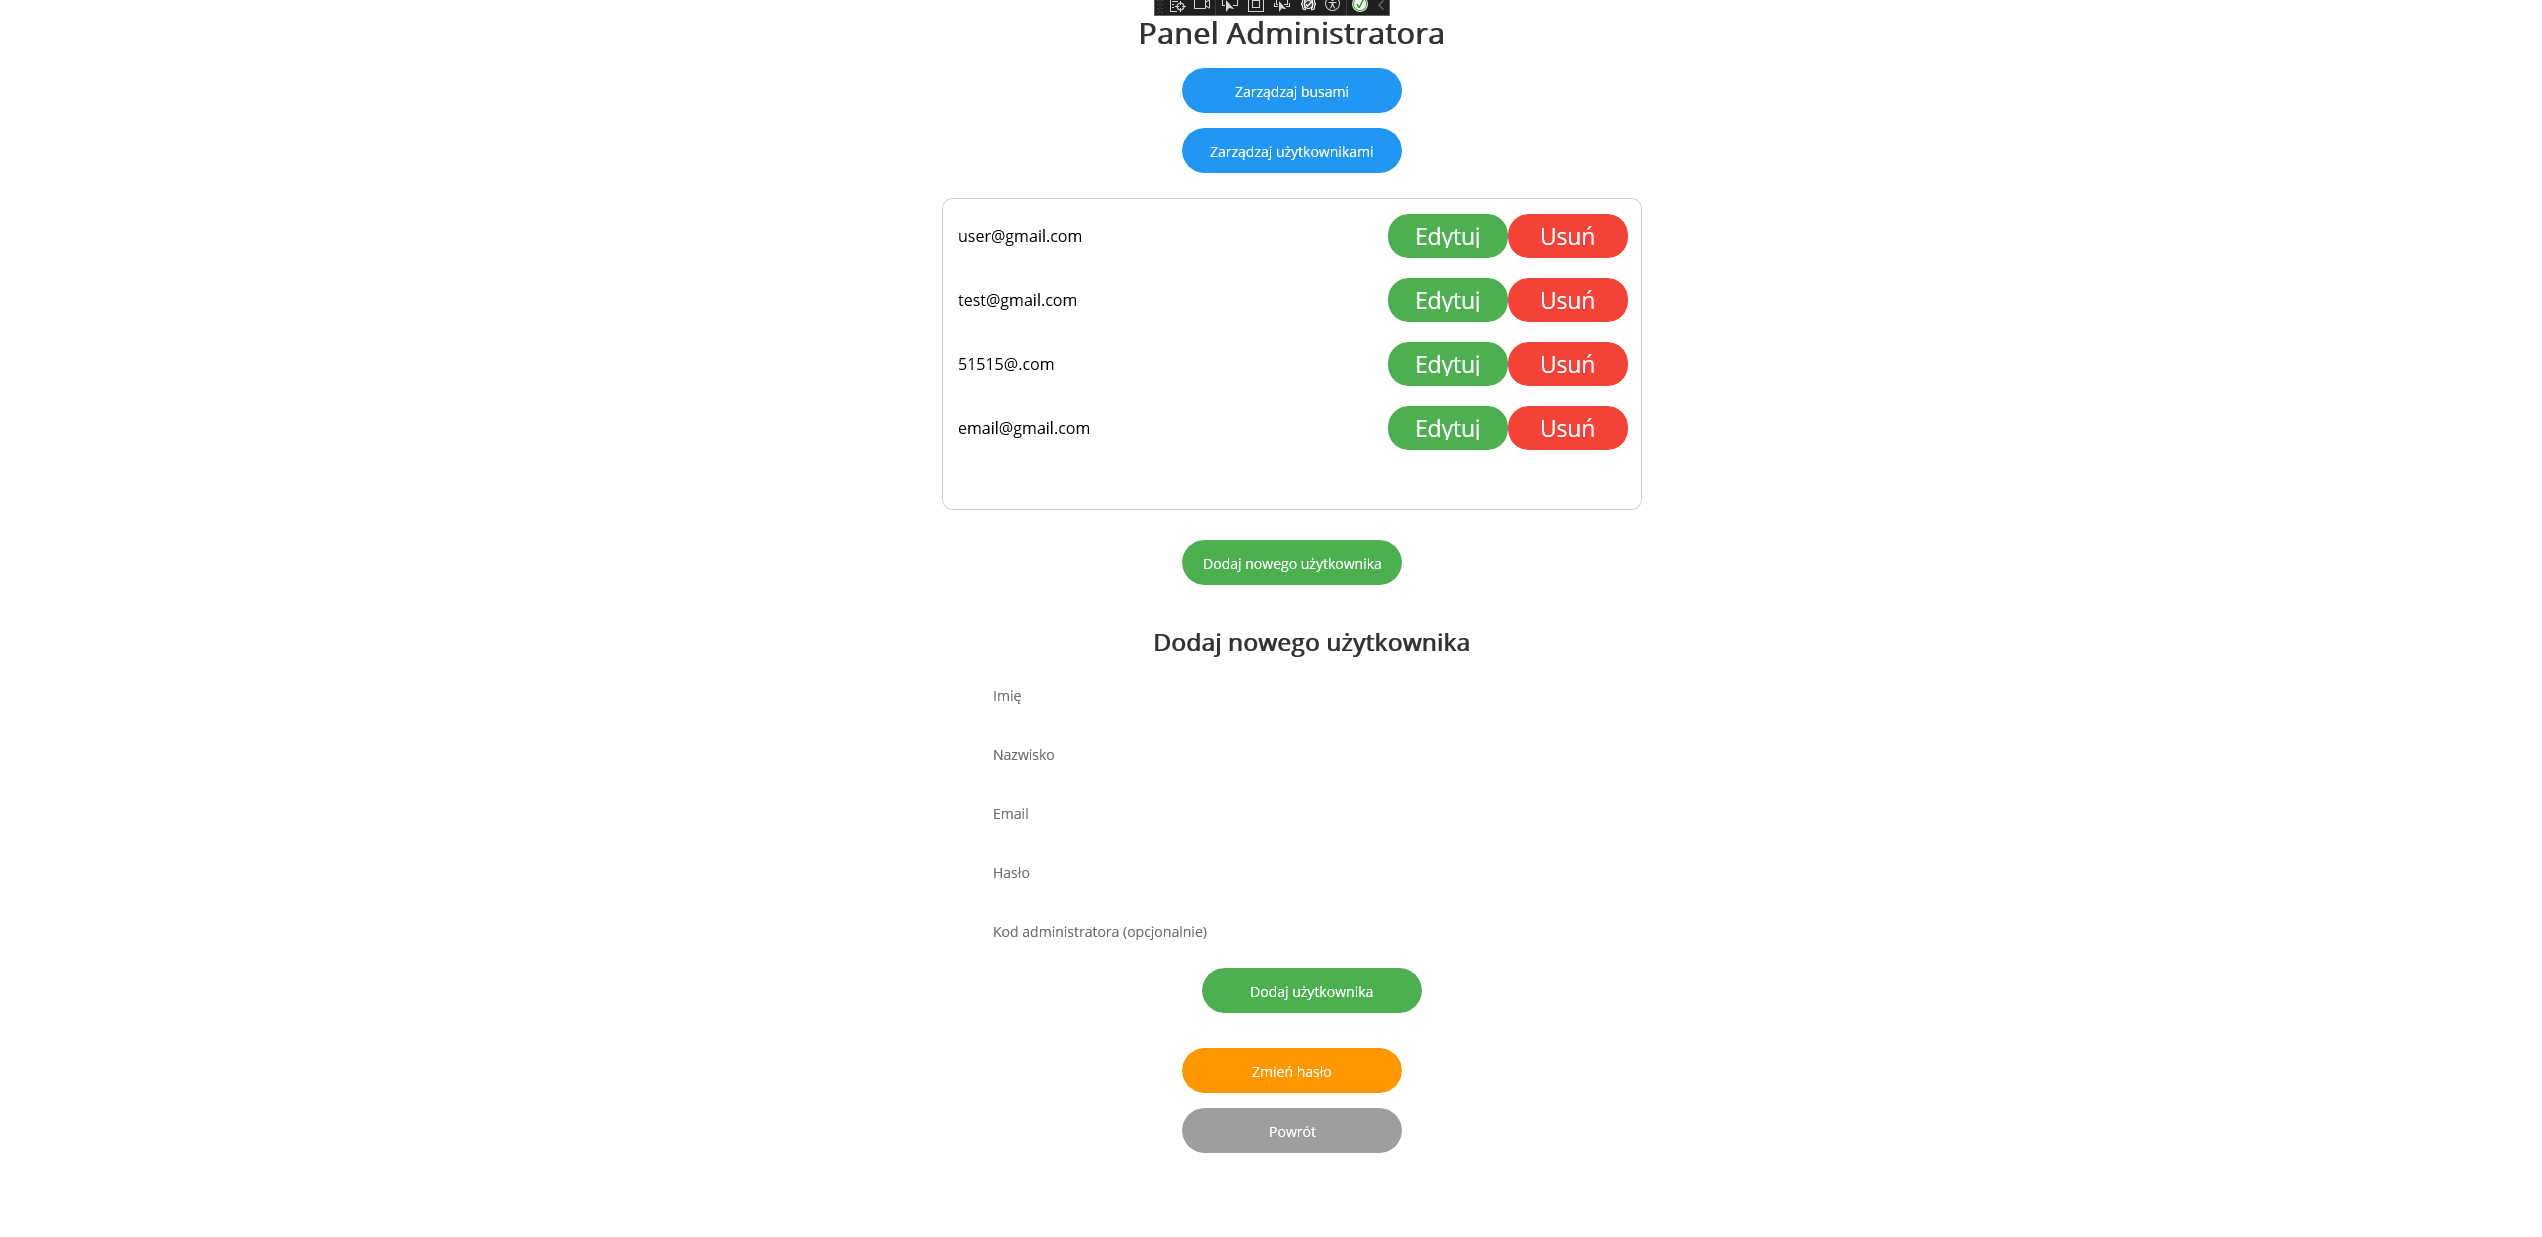 Panel Administratora
Zarządzaj busami
Zarządzaj użytkownikami
user@gmail.com Edytuj Usuń
test@gmail.com Edytuj Usuń
51515@.com Edytuj Usuń
email@gmail.com Edytuj Usuń
Dodaj nowego użytkownika
Dodaj nowego użytkownika
Imię
Nazwisko
Email
Hasło
Kod administratora (opcjonalnie)
Dodaj użytkownika
Zmień hasło
Powrót